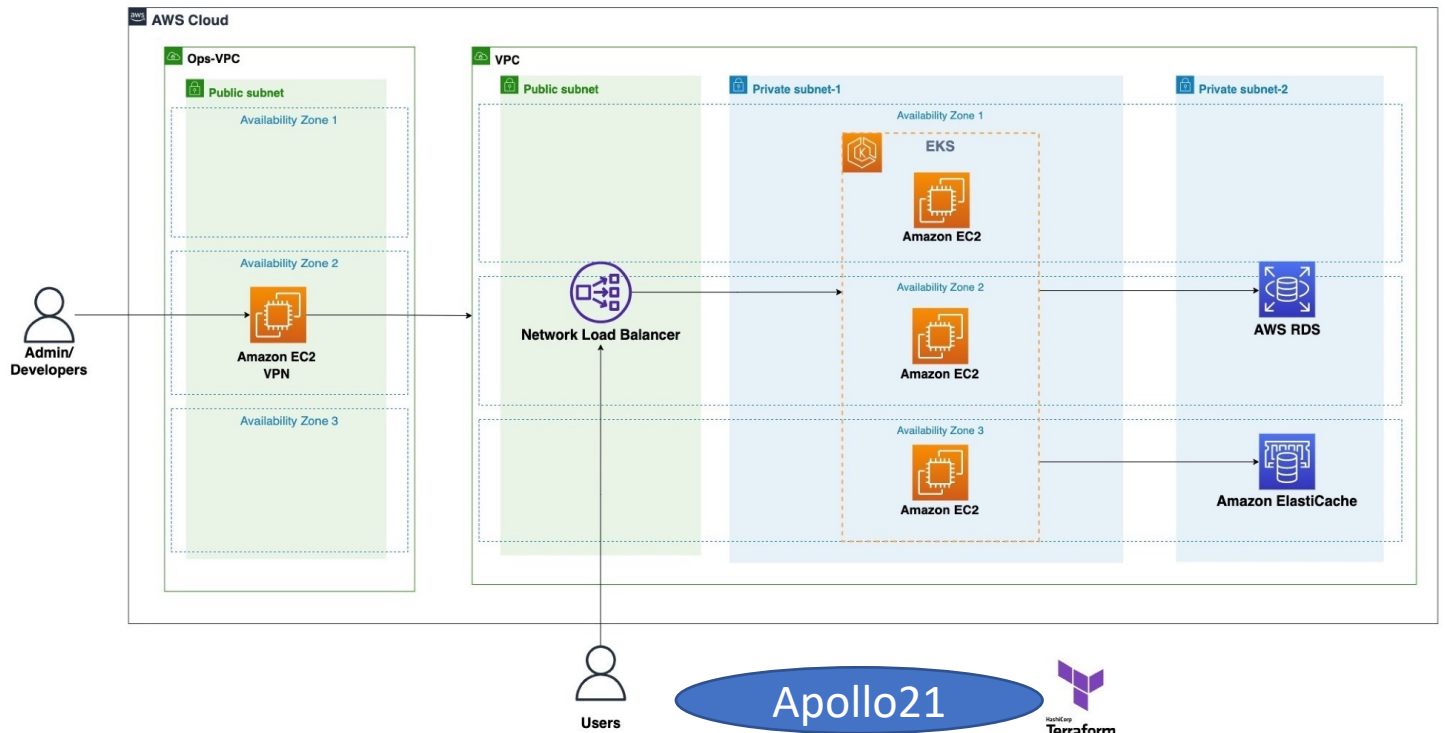 aws
AWS Cloud
Ops-VPC
Public subnet
Availability Zone 1
Availability Zone 2
Amazon EC2
VPN
Availability Zone 3
Admin/
Developers
VPC
Public subnet
Private subnet-1
Private subnet-2
Availability Zone 1
EKS
K
Amazon EC2
Availability Zone 2
Network Load Balancer
Amazon EC2
AWS RDS
Availability Zone 3
Amazon EC2
Amazon ElastiCache
Users
Apollo21
HashiCorp
Terraform